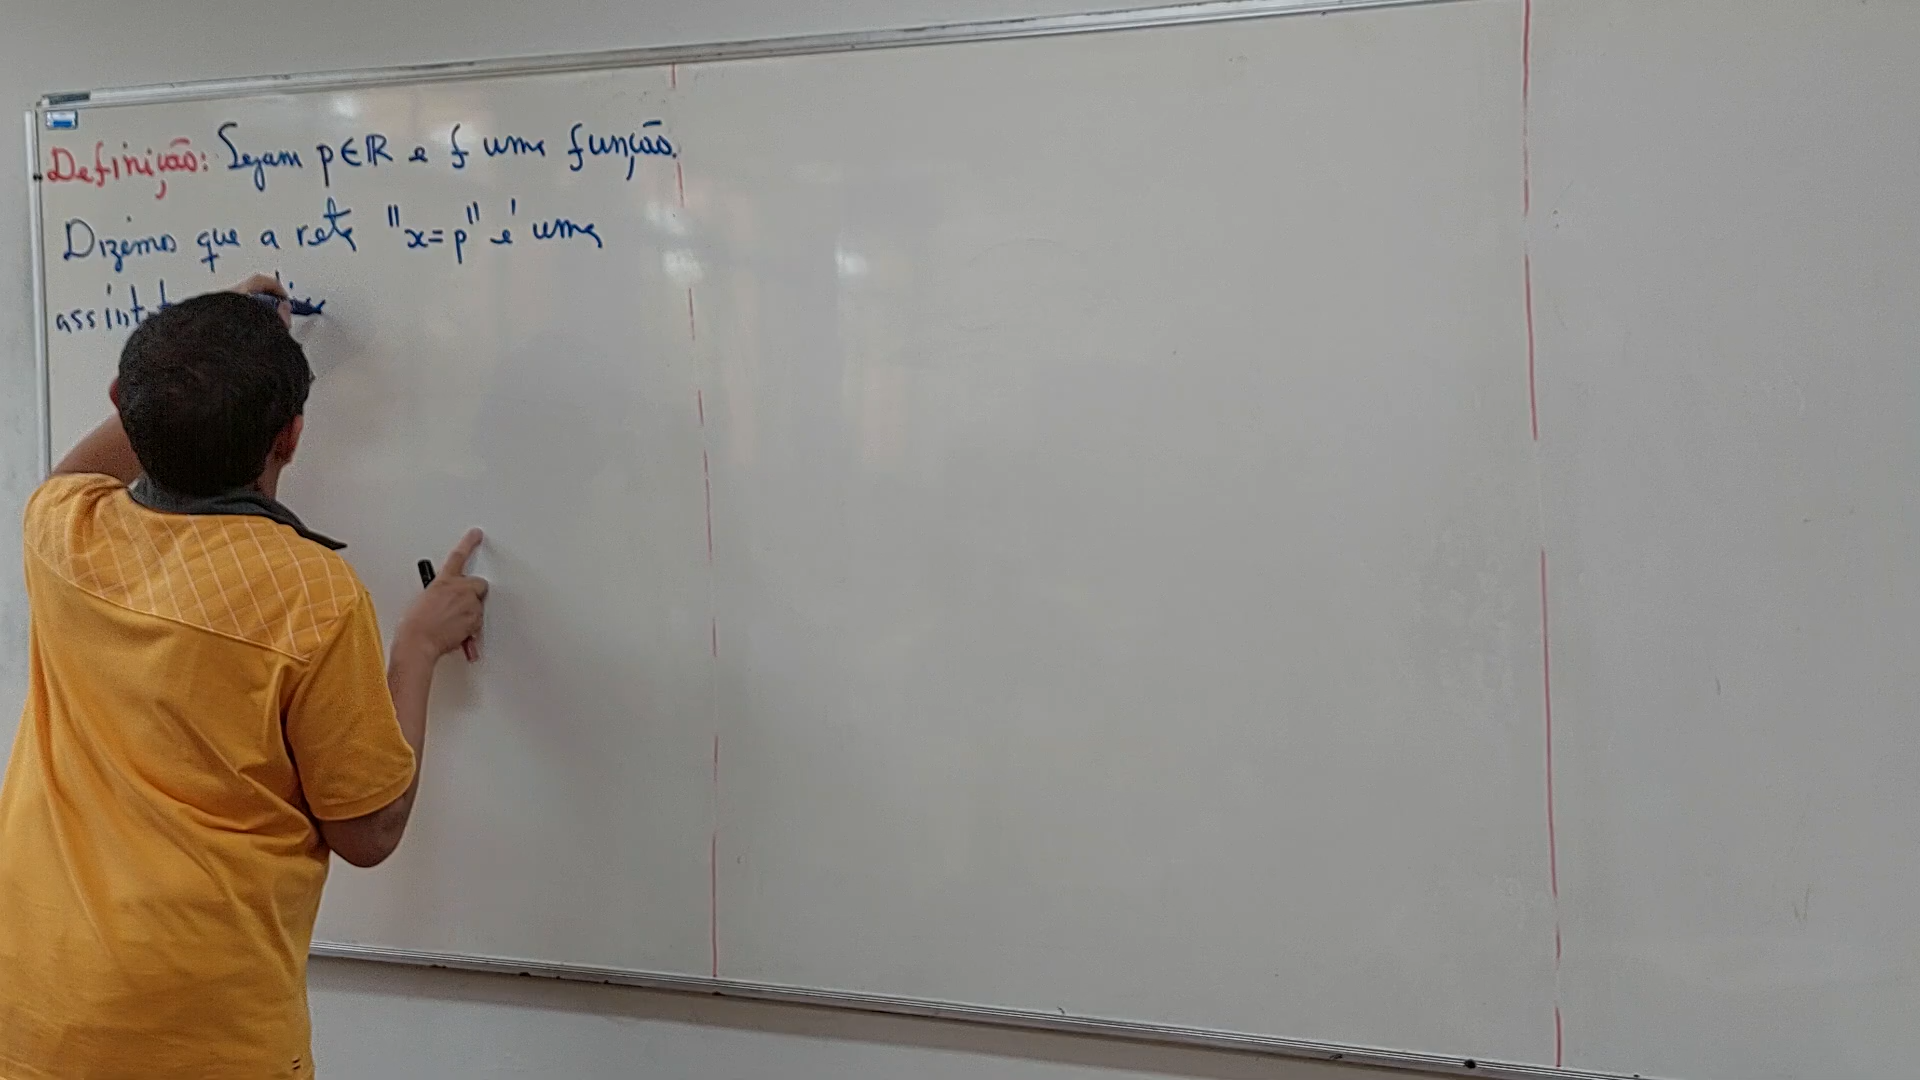 Definição: Sejam p∈ℝ e f uma função.
Dizemos que a reta "x=p" é uma